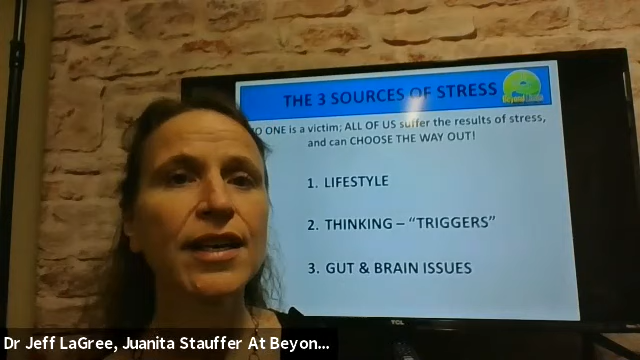 THE 3 SOURCES OF STRESS
NO ONE is a victim; ALL OF US suffer the results of stress,
and can CHOOSE THE WAY OUT!
1. LIFESTYLE
2. THINKING – “TRIGGERS”
3. GUT & BRAIN ISSUES
TCL
Dr Jeff LaGree, Juanita Stauffer At Beyon...